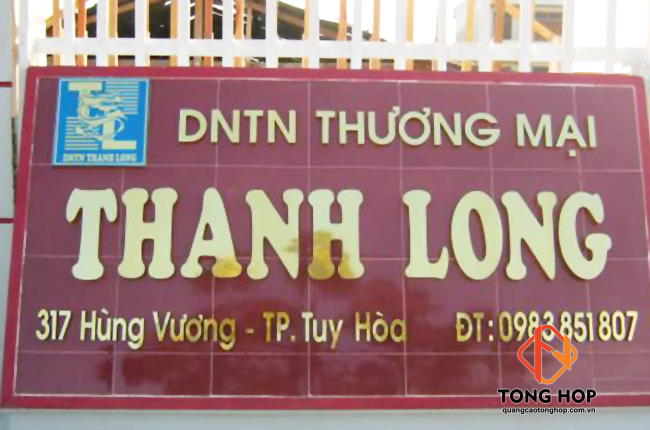 DNTN THANH LONG
DNTN THƯƠNG MẠI
THANH LONG
317 Hùng Vương - TP. Tuy Hòa ĐT: 0983 851 807
TONG HOP
quangcaotonghop.com.vn